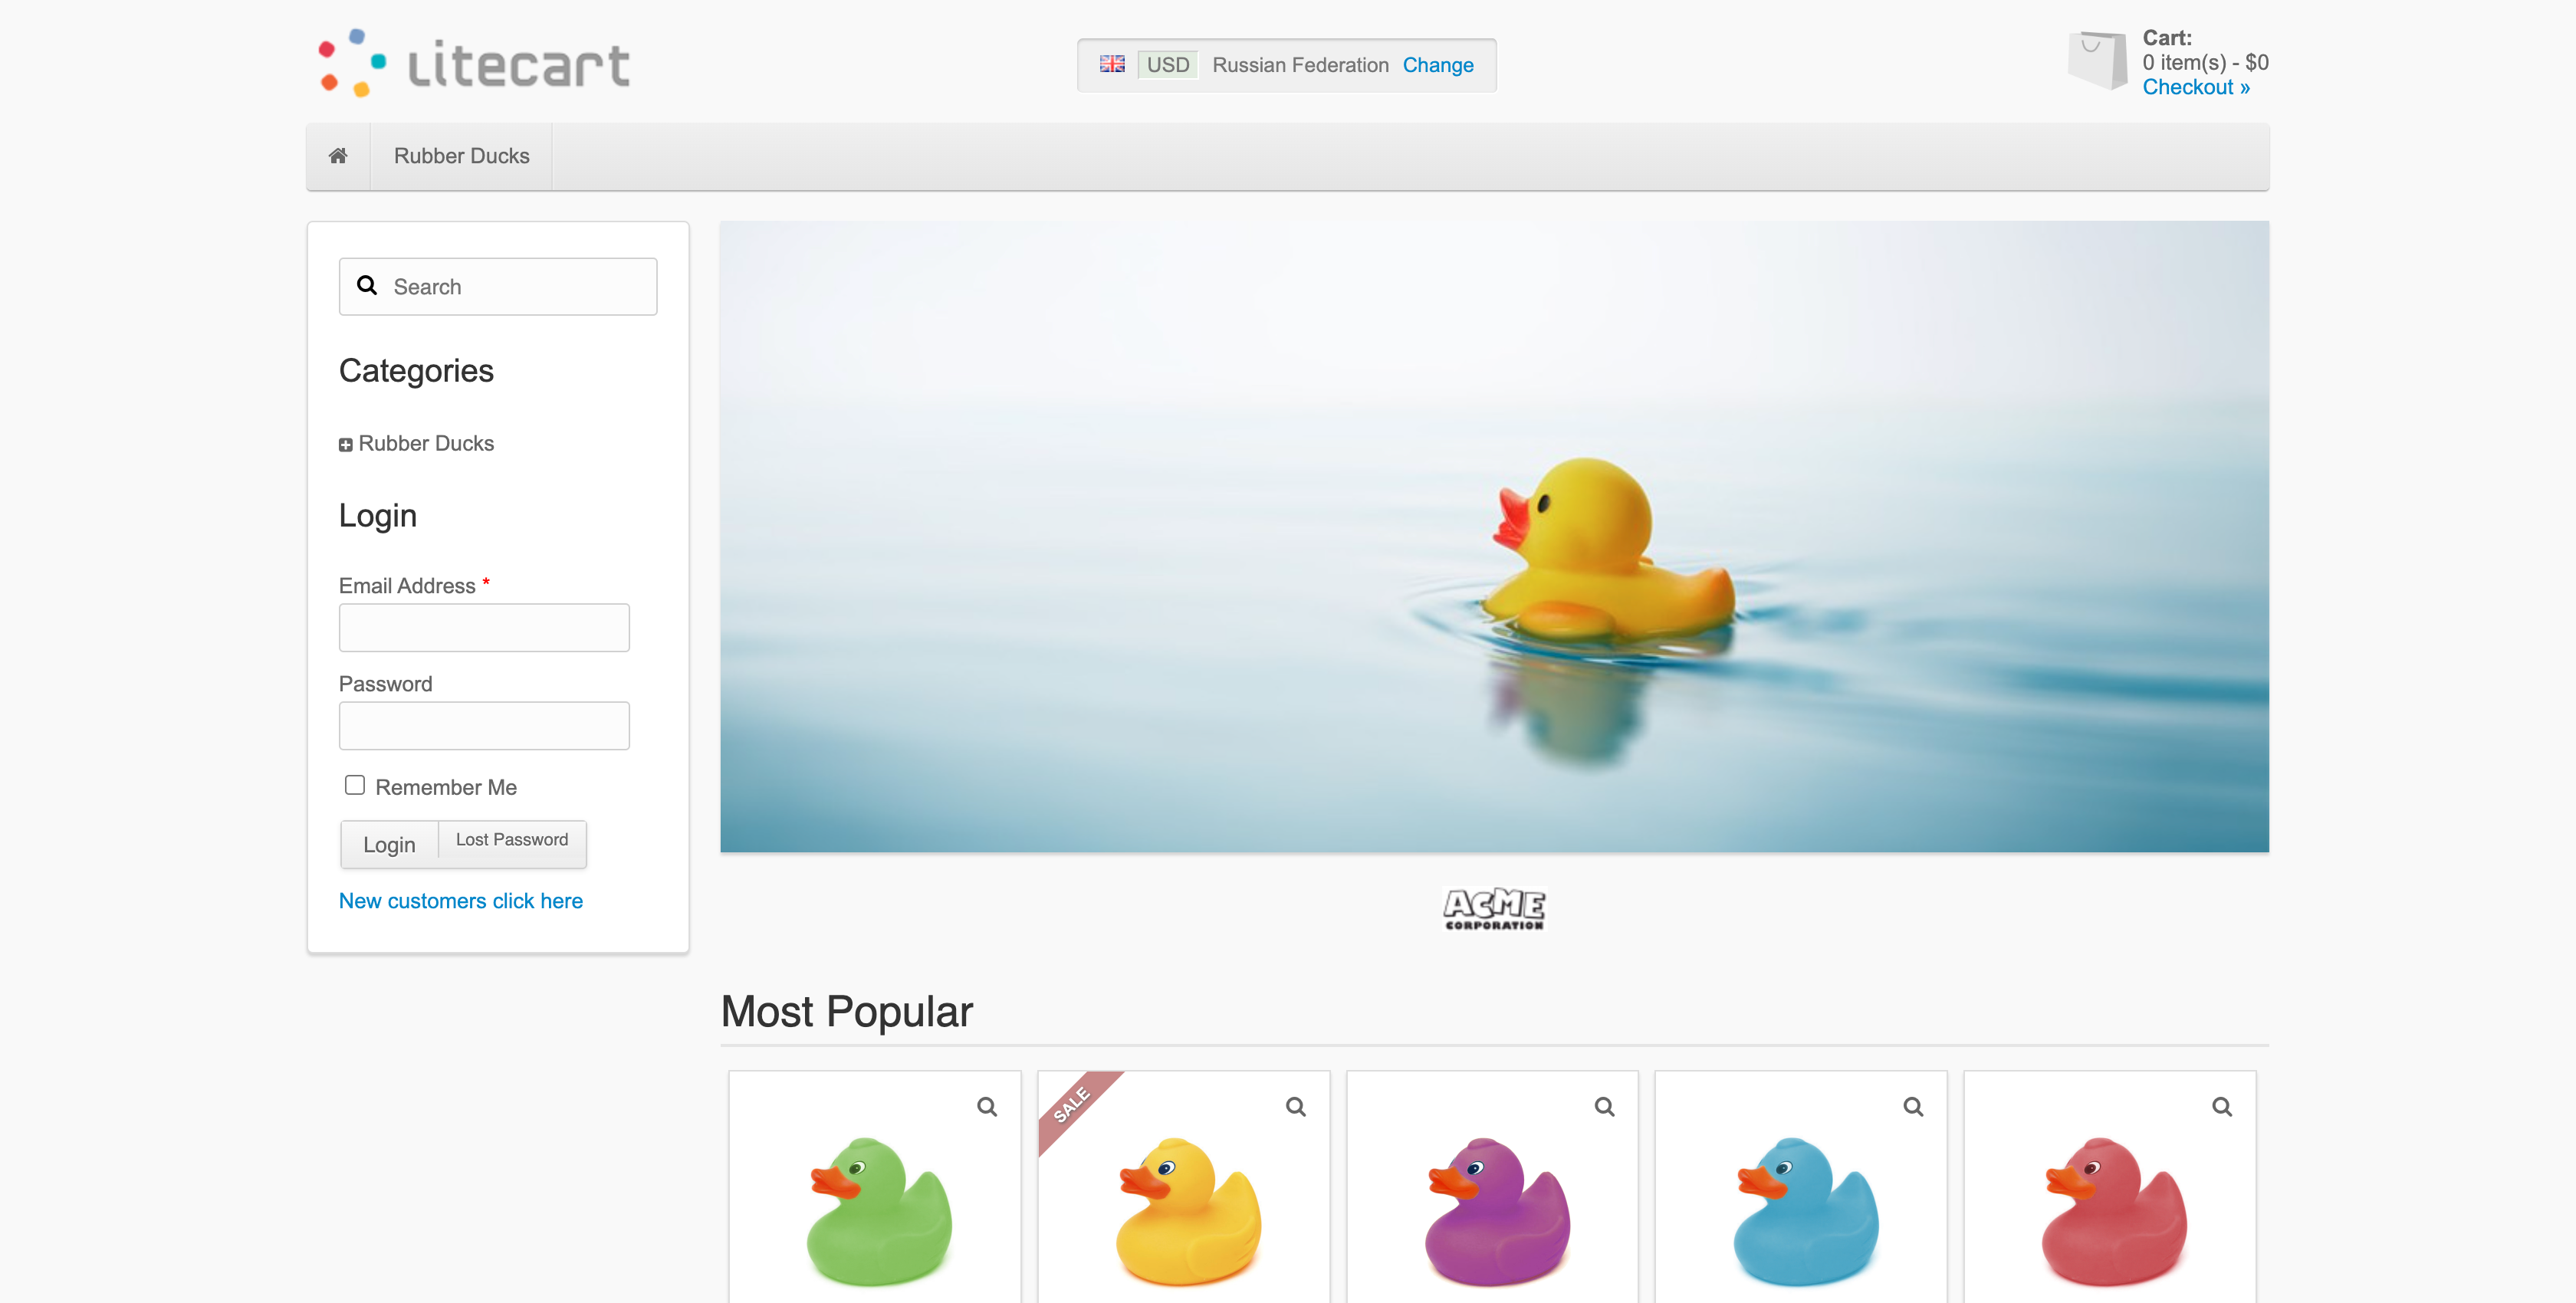 Litecart
USD Russian Federation Change
Cart:
0 item(s) - $0
Checkout »
Rubber Ducks
Search
Categories
Rubber Ducks
Login
Email Address *
Password
Remember Me
Login Lost Password
New customers click here
ACME
CORPORATION
Most Popular
SALE